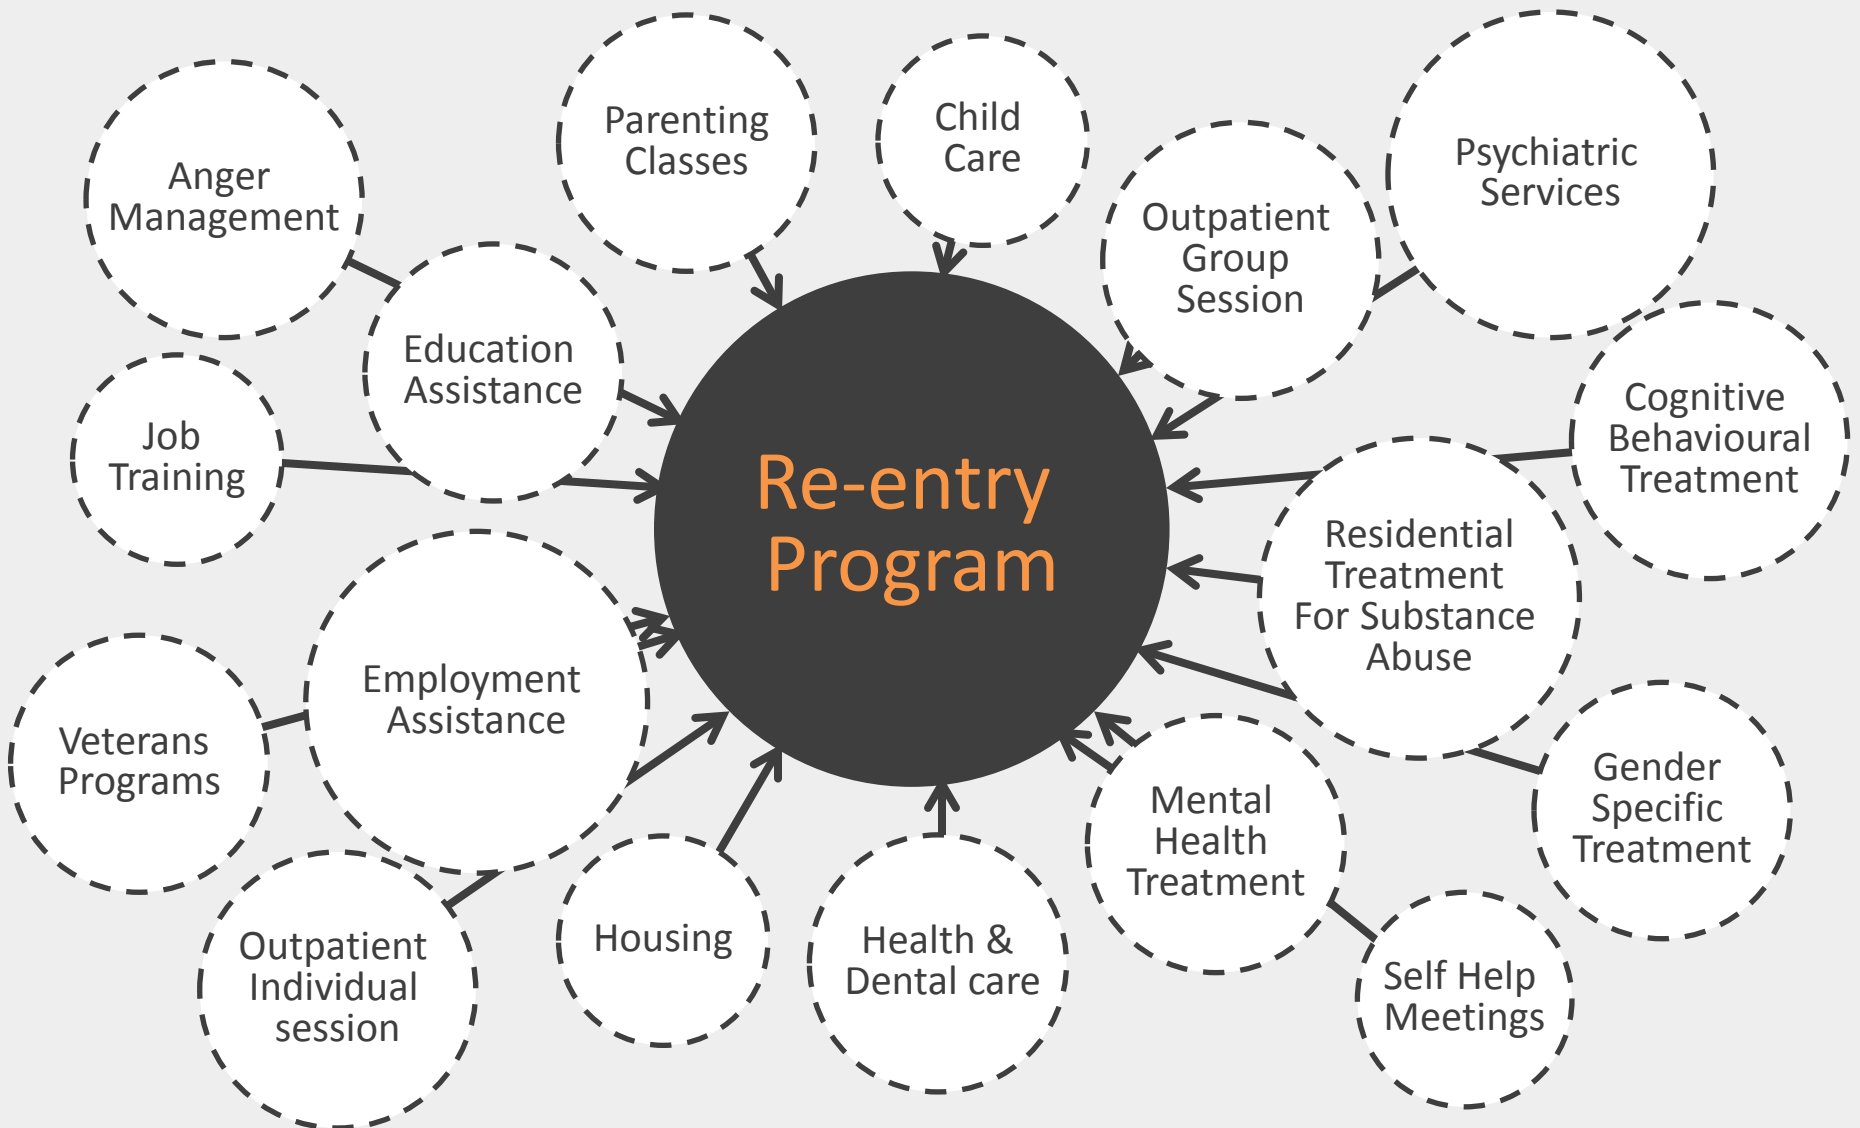 Parenting
Classes
Child
Care
Psychiatric
Services
Anger
Management
Outpatient
Group
Session
Education
Assistance
Cognitive
Behavioural
Treatment
Job
Training
Re-entry
Program
Residential
Treatment
For Substance
Abuse
Employment
Assistance
Veterans
Programs
Gender
Specific
Treatment
Mental
Health
Treatment
Outpatient
Individual
session
Housing
Health &
Dental care
Self Help
Meetings